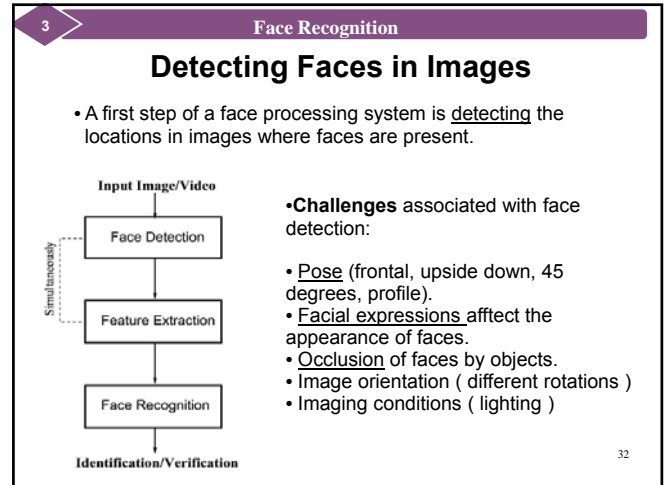 3
Face Recognition
Detecting Faces in Images
• A first step of a face processing system is detecting the
locations in images where faces are present.
Input Image/Video
Face Detection
Simultaneously
Feature Extraction
Face Recognition
Identification/Verification
•Challenges associated with face
detection:
• Pose (frontal, upside down, 45
degrees, profile).
• Facial expressions afftect the
appearance of faces.
• Occlusion of faces by objects.
• Image orientation ( different rotations )
• Imaging conditions ( lighting )
32